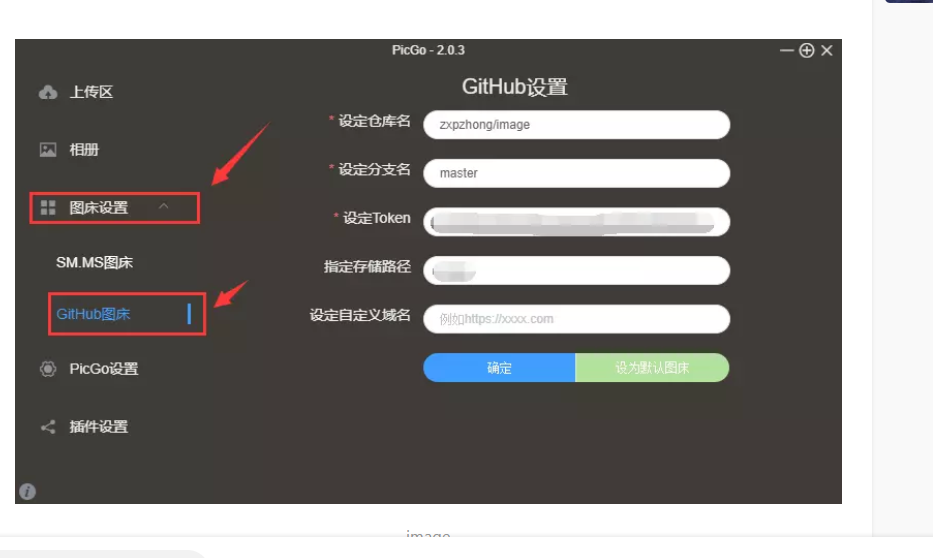 PicGo - 2.0.3
上传区
相册
图床设置
SM.MS图床
GitHub图床
PicGo设置
插件设置
GitHub设置
* 设定仓库名 zxpzhong/image
* 设定分支名 master
* 设定Token
指定存储路径
设定自定义域名 例如https://xxxx.com
确定 设为默认图床
image